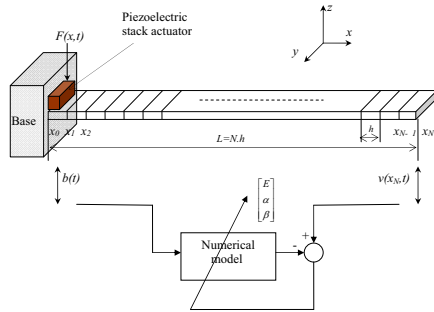 Piezoelectric
stack actuator
F(x,t)
z
x
y
Base
x0 x1 x2
h
xN- 1 xN
L=N.h
b(t)
v(xN,t)
E
α
β
Numerical
model
+
-